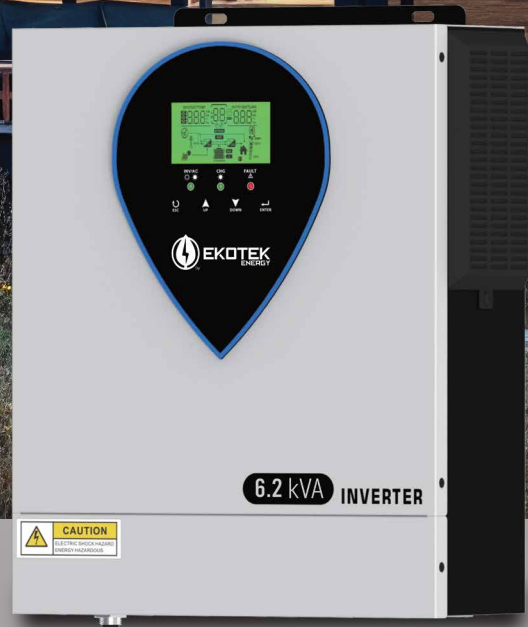 INV/AC CHG FAULT
ESC UP DOWN ENTER
EKOTEK
ENERGY
6.2 kVA INVERTER
CAUTION
ELECTRIC SHOCK HAZARD
ENERGY HAZARDOUS